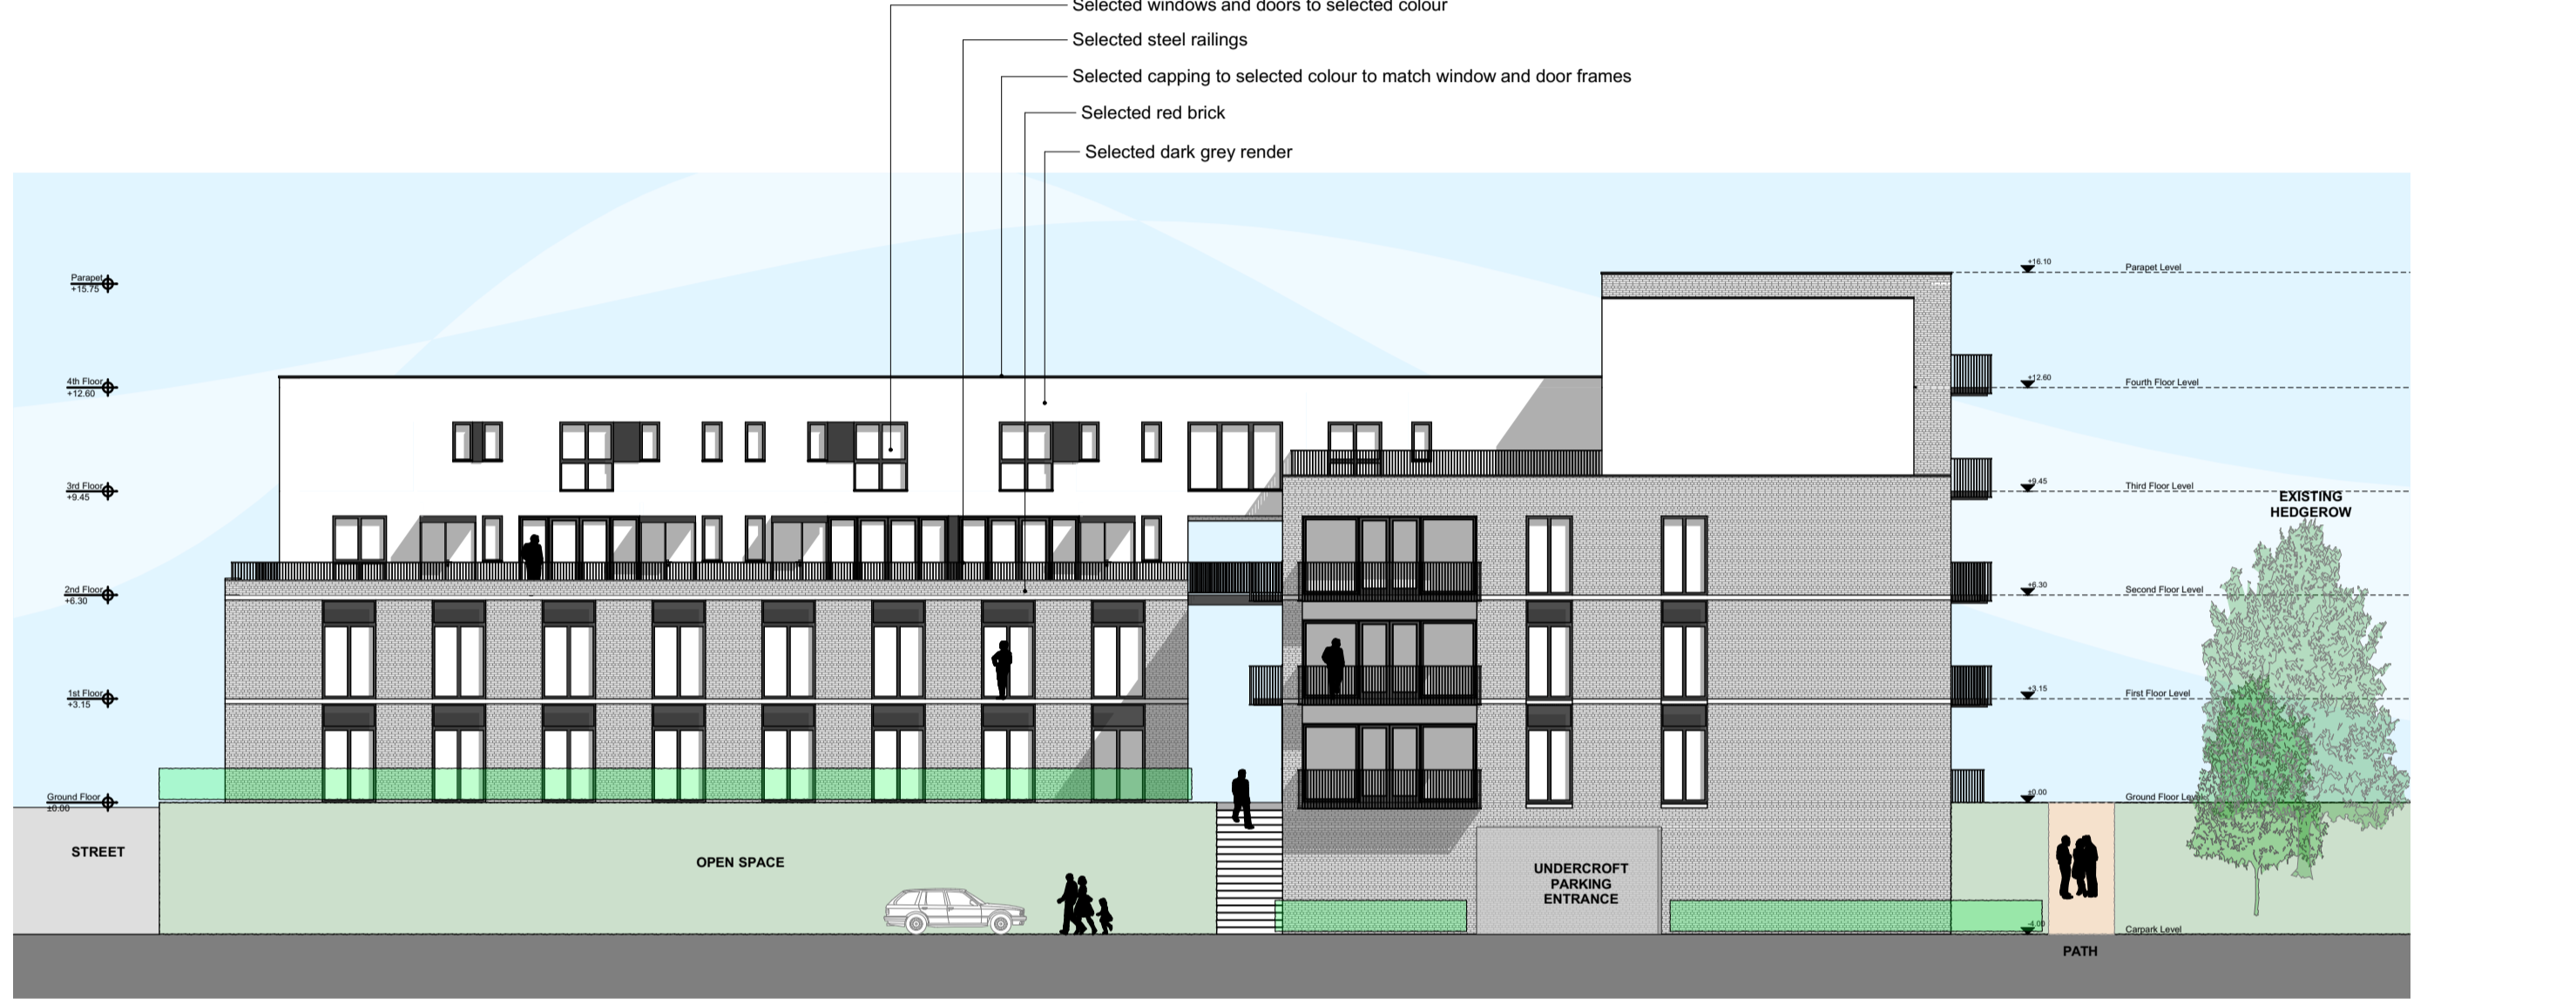 Selected windows and doors to selected colour
Selected steel railings
Selected capping to selected colour to match window and door frames
Selected red brick
Selected dark grey render
Parapet
+15.75
4th Floor
+12.60
3rd Floor
+9.45
2nd Floor
+6.30
1st Floor
+3.15
Ground Floor
±0.00
+16.10
Parapet Level
+12.60
Fourth Floor Level
+9.45
Third Floor Level
+6.30
Second Floor Level
+3.15
First Floor Level
±0.00
Ground Floor Level
-4.00
Carpark Level
EXISTING
HEDGEROW
STREET
OPEN SPACE
UNDERCROFT
PARKING
ENTRANCE
PATH